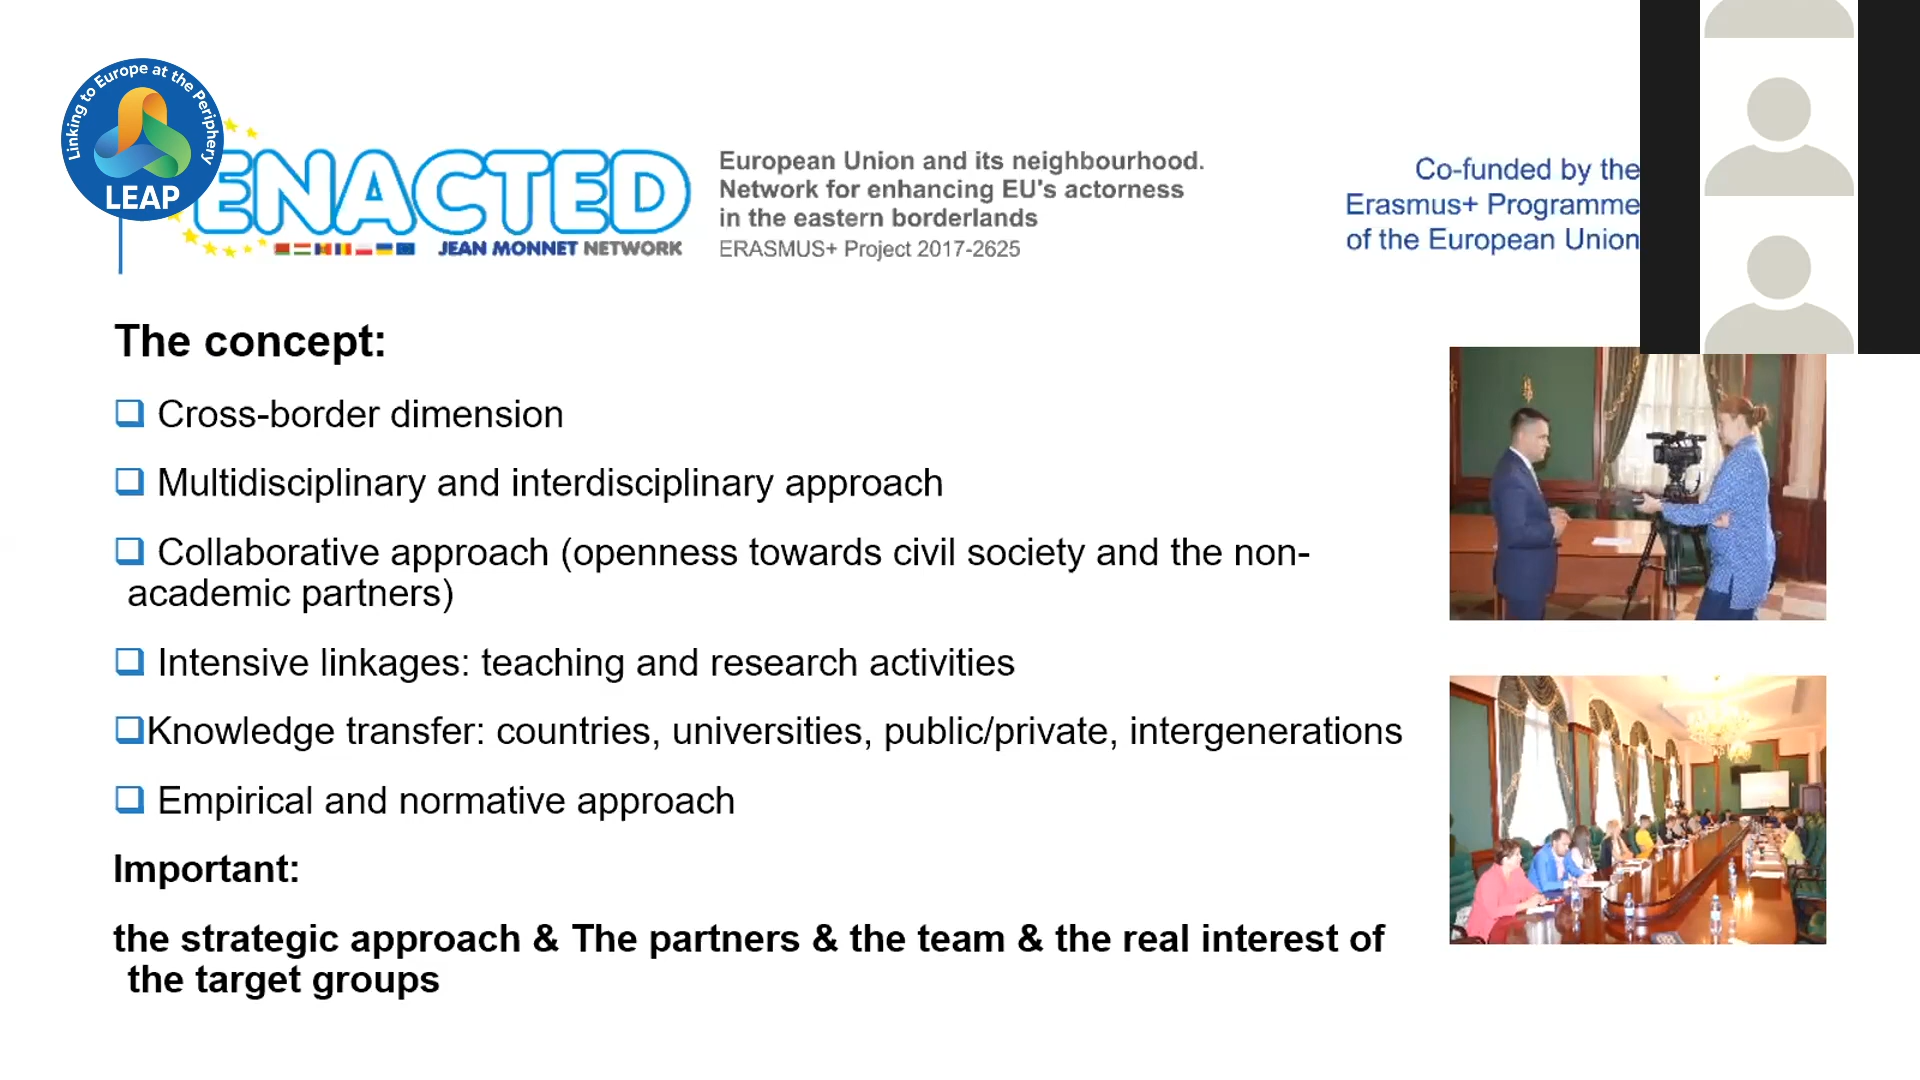 Linking to Europe at the Periphery
LEAP
ENACTED
JEAN MONNET NETWORK
European Union and its neighbourhood.
Network for enhancing EU's actorness
in the eastern borderlands
ERASMUS+ Project 2017-2625
Co-funded by the
Erasmus+ Programme
of the European Union
The concept:
Cross-border dimension
Multidisciplinary and interdisciplinary approach
Collaborative approach (openness towards civil society and the non-
academic partners)
Intensive linkages: teaching and research activities
Knowledge transfer: countries, universities, public/private, intergenerations
Empirical and normative approach
Important:
the strategic approach & The partners & the team & the real interest of
the target groups